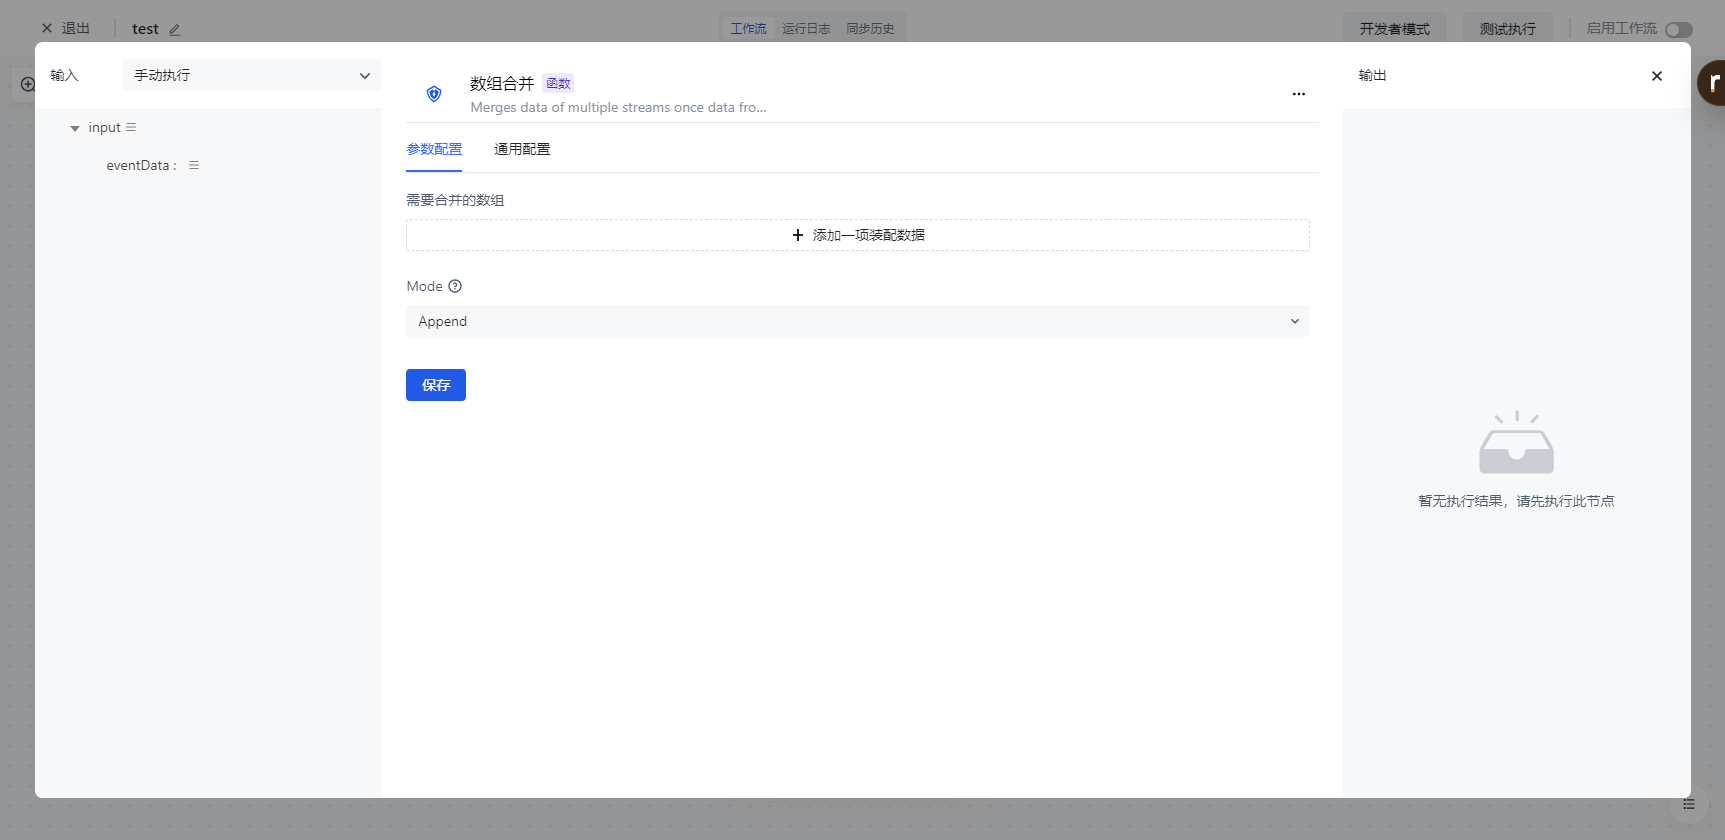 退出
test
工作流 运行日志 同步历史
开发者模式
测试执行
启用工作流
输入
手动执行
input
eventData :
数组合并 函数
Merges data of multiple streams once data fro...
参数配置 通用配置
需要合并的数组
添加一项装配数据
Mode
Append
保存
输出
暂无执行结果，请先执行此节点
r